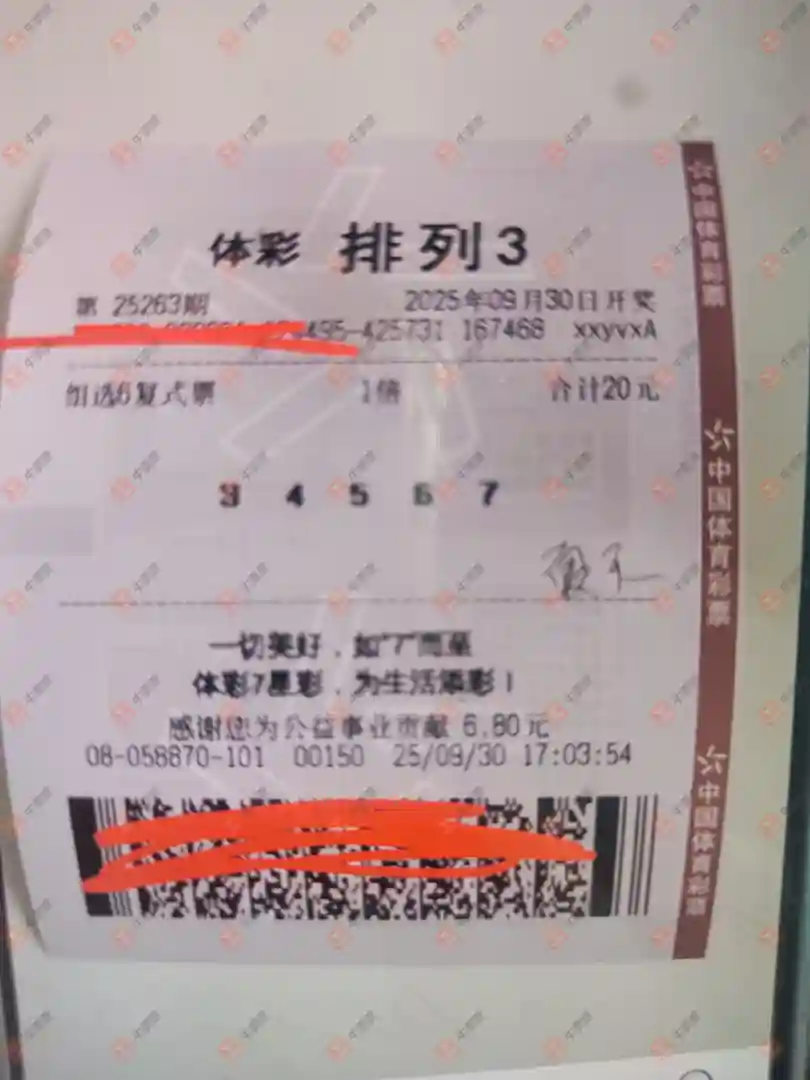 体彩 排列3
第 25263期 2025年09月30日开奖
495-425731 167468 xxyvxA
组选6复式票 1倍 合计20元
3 4 5 6 7
一切美好，如"7"而至
体彩7星彩，为生活添彩！
感谢您为公益事业贡献 6.80元
08-058870-101 00150 25/09/30 17:03:54
中国体育彩票
中国体育彩票
中国体育彩票